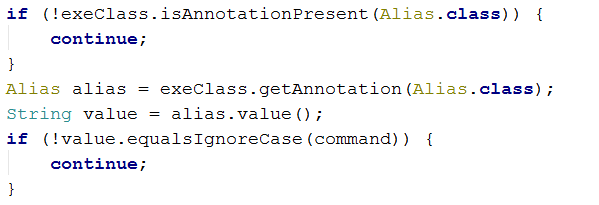 if (!exeClass.isAnnotationPresent(Alias.class)) {
    continue;
}
Alias alias = exeClass.getAnnotation(Alias.class);
String value = alias.value();
if (!value.equalsIgnoreCase(command)) {
    continue;
}